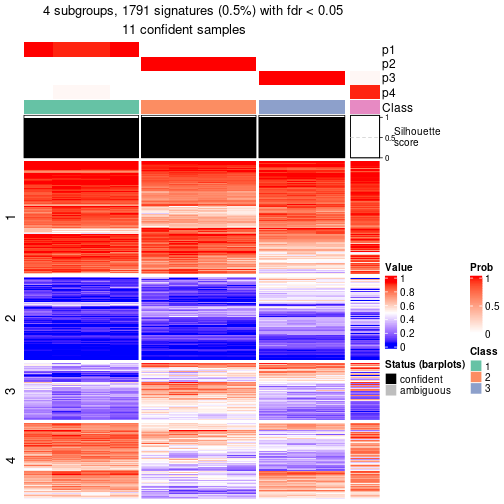 4 subgroups, 1791 signatures (0.5%) with fdr < 0.05
11 confident samples
p1
p2
p3
p4
Class
1
0.5
0
Silhouette
score
1
2
3
4
Value
1
0.8
0.6
0.4
0.2
0
Status (barplots)
confident
ambiguous
Prob
1
0.5
0
Class
1
2
3